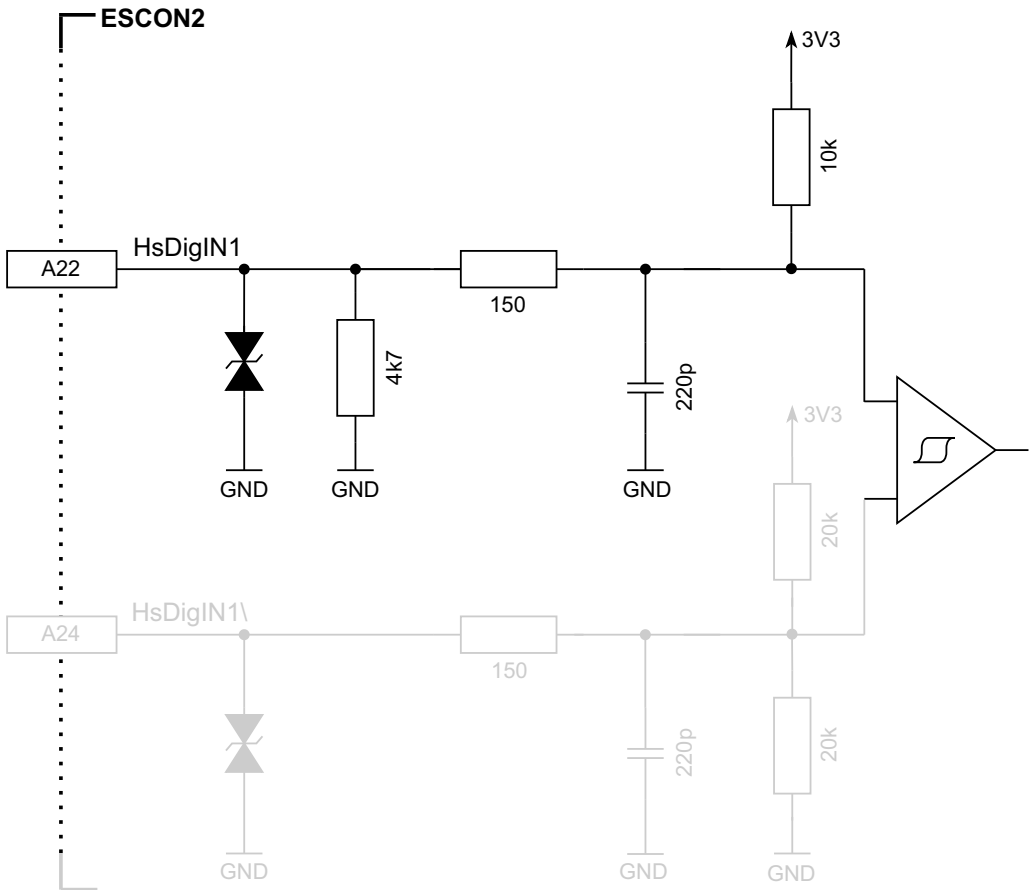 ESCON2
3V3
10k
HsDigIN1
A22
150
4k7
220p
GND
GND
GND
3V3
20k
HsDigIN1\
A24
150
220p
20k
GND
GND
GND